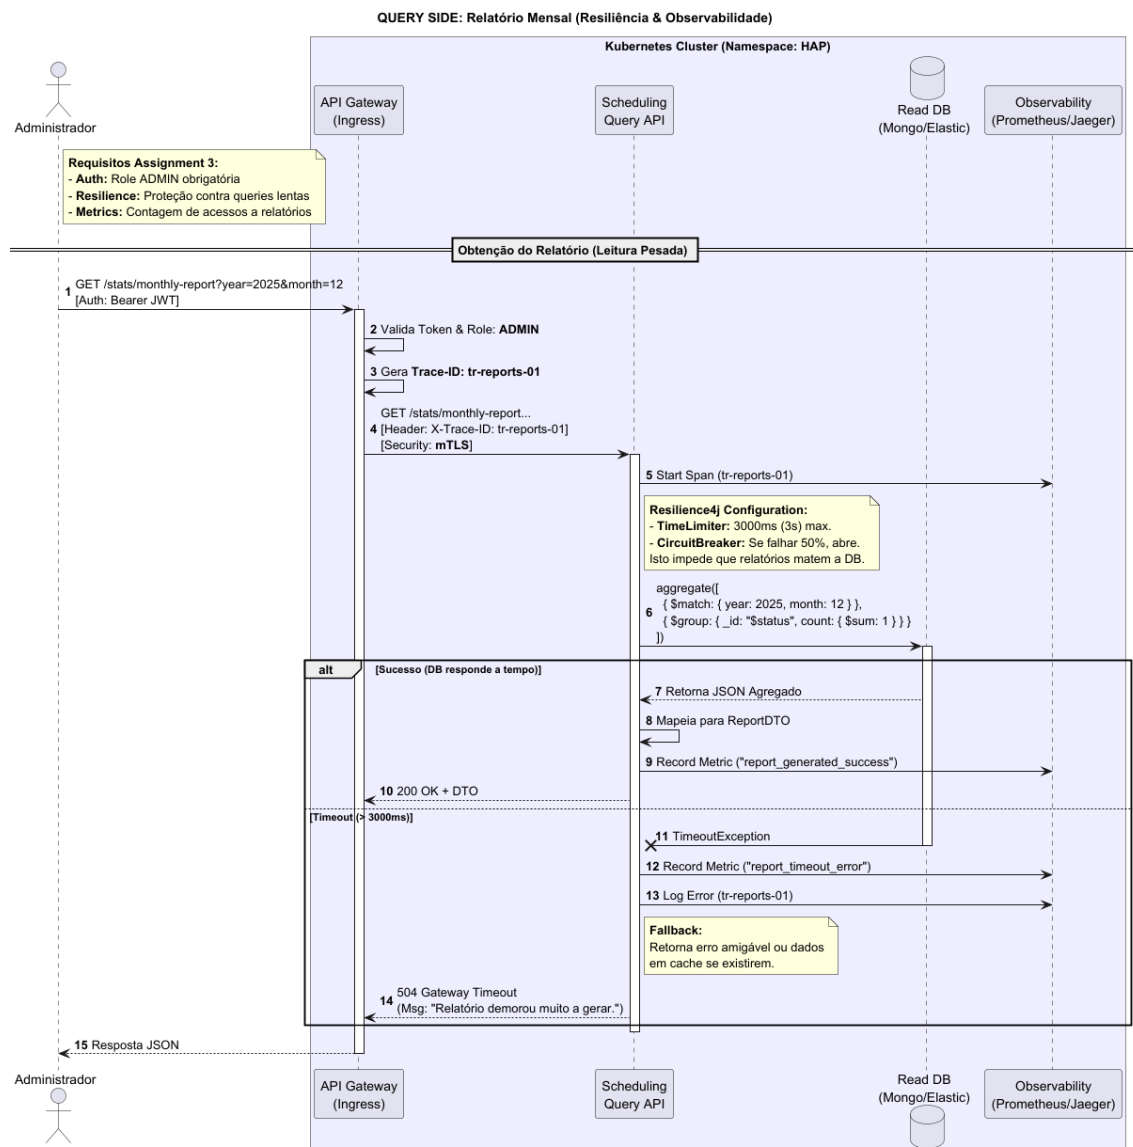 QUERY SIDE: Relatório Mensal (Resiliência & Observabilidade)
Kubernetes Cluster (Namespace: HAP)
Administrador
API Gateway
(Ingress)
Scheduling
Query API
Read DB
(Mongo/Elastic)
Observability
(Prometheus/Jaeger)
Requisitos Assignment 3:
- Auth: Role ADMIN obrigatória
- Resilience: Proteção contra queries lentas
- Metrics: Contagem de acessos a relatórios
Obtenção do Relatório (Leitura Pesada)
1 GET /stats/monthly-report?year=2025&month=12
[Auth: Bearer JWT]
2 Valida Token & Role: ADMIN
3 Gera Trace-ID: tr-reports-01
GET /stats/monthly-report...
4 [Header: X-Trace-ID: tr-reports-01]
[Security: mTLS]
5 Start Span (tr-reports-01)
Resilience4j Configuration:
- TimeLimiter: 3000ms (3s) max.
- CircuitBreaker: Se falhar 50%, abre.
Isto impede que relatórios matem a DB.
aggregate([
{ $match: { year: 2025, month: 12 } },
6 { $group: { _id: "$status", count: { $sum: 1 } } }
])
alt [Sucesso (DB responde a tempo)]
7 Retorna JSON Agregado
8 Mapeia para ReportDTO
9 Record Metric ("report_generated_success")
10 200 OK + DTO
[Timeout (> 3000ms)]
11 TimeoutException
12 Record Metric ("report_timeout_error")
13 Log Error (tr-reports-01)
Fallback:
Retorna erro amigável ou dados
em cache se existirem.
14 504 Gateway Timeout
(Msg: "Relatório demorou muito a gerar.")
15 Resposta JSON
Administrador
API Gateway
(Ingress)
Scheduling
Query API
Read DB
(Mongo/Elastic)
Observability
(Prometheus/Jaeger)